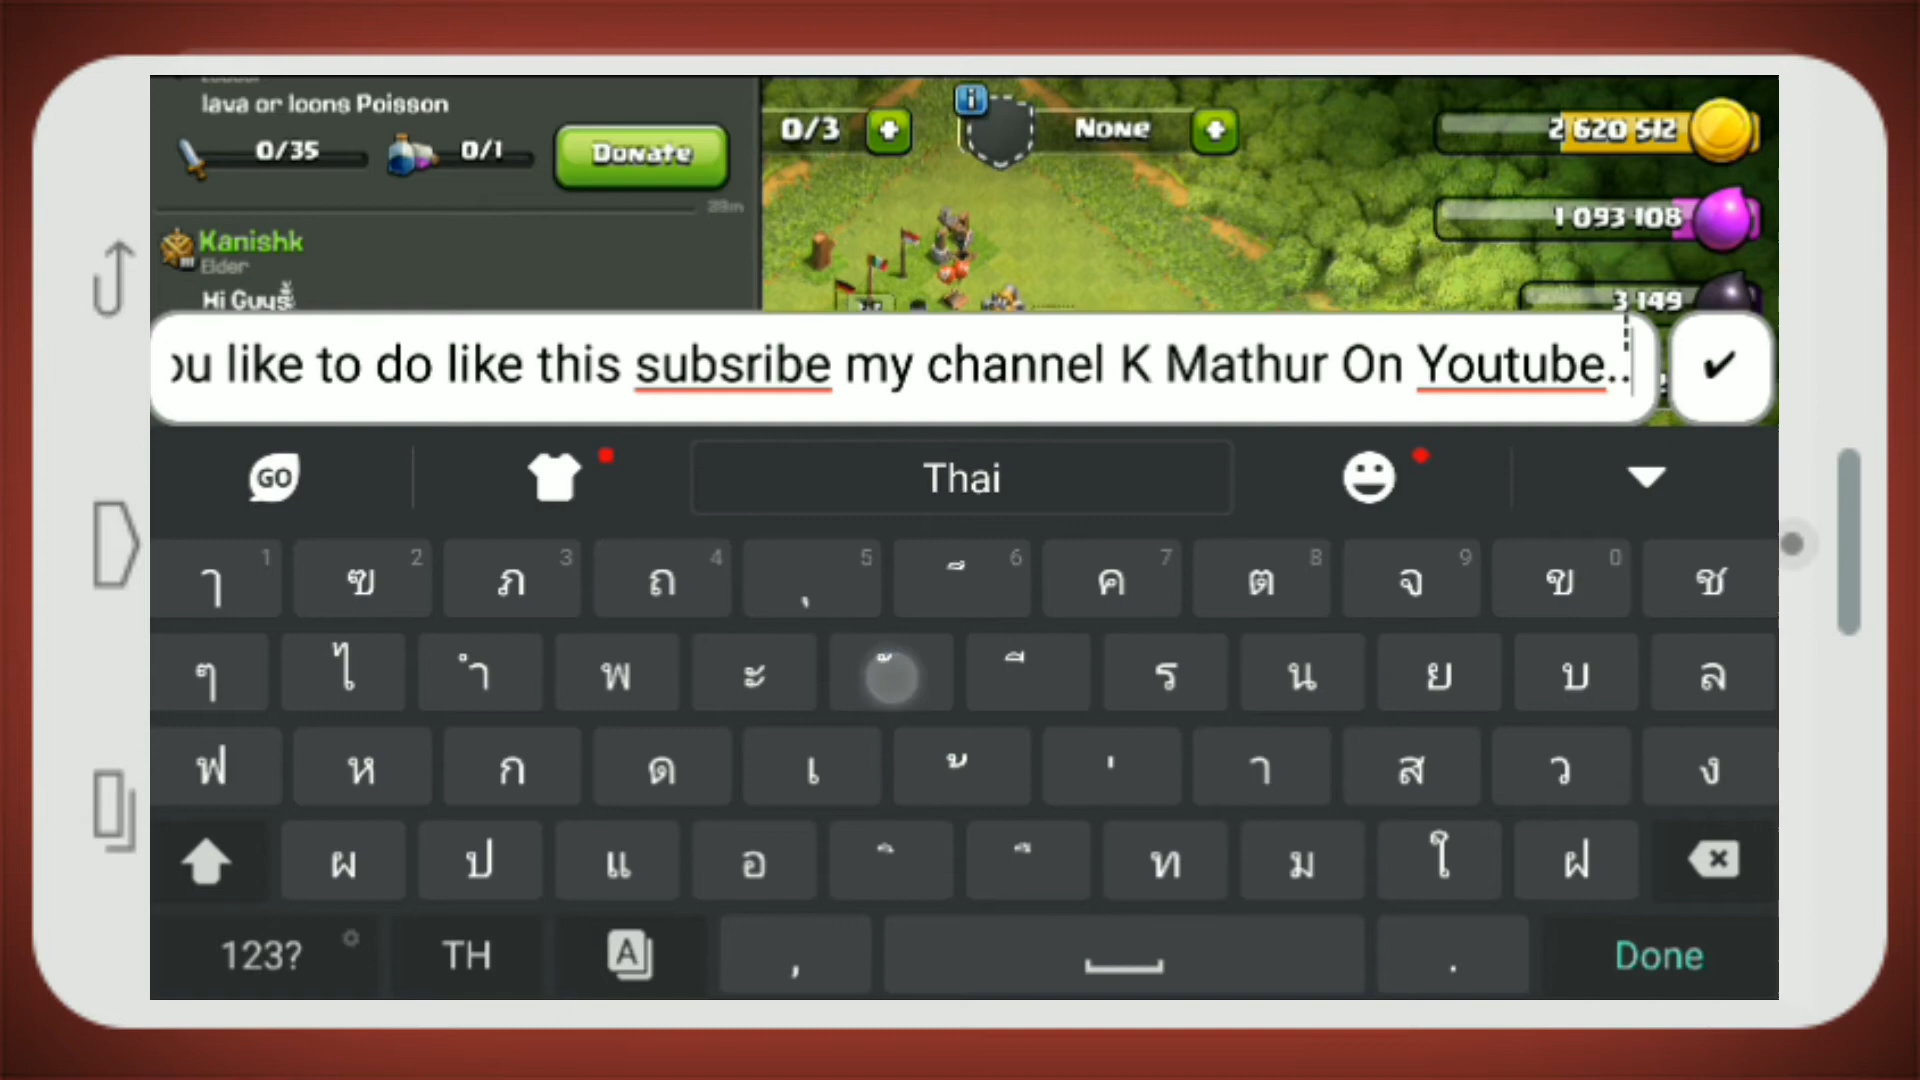 lava or loons Poisson
0/35
0/1
Donate
28m
Kanishk
Elder
Hi Guys
0/3
i
None
2 620 512
1 093 108
3 149
ou like to do like this subsribe my channel K Mathur On Youtube..
✔
GO
Thai
ๅ 1 ฃ 2 ภ 3 ถ 4 ุ 5 ึ 6 ค 7 ต 8 จ 9 ข 0 ช
ๆ ไ ำ พ ะ ั ี ร น ย บ ล
ฟ ห ก ด เ ้ ่ า ส ว ง
ผ ป แ อ ิ ื ท ม ใ ฝ
123? TH A , . Done